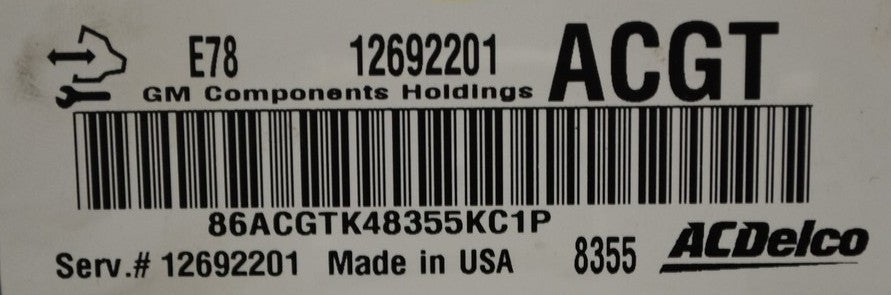 E78 12692201 ACGT
GM Components Holdings
86ACGTK48355KC1P
Serv.# 12692201 Made in USA 8355 ACDelco